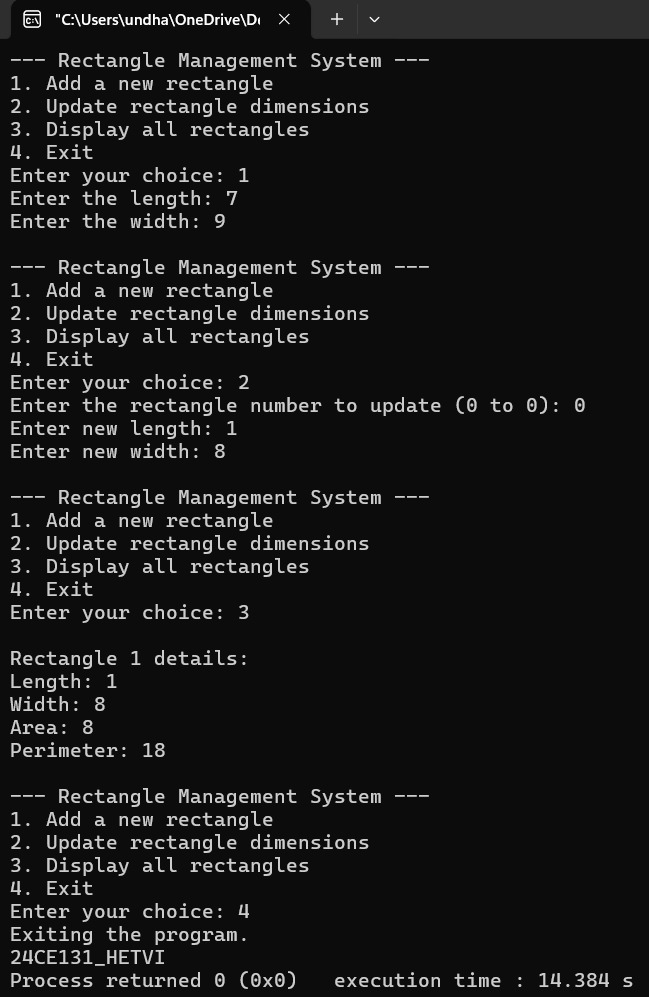 "C:\Users\undha\OneDrive\De
--- Rectangle Management System ---
1. Add a new rectangle
2. Update rectangle dimensions
3. Display all rectangles
4. Exit
Enter your choice: 1
Enter the length: 7
Enter the width: 9
--- Rectangle Management System ---
1. Add a new rectangle
2. Update rectangle dimensions
3. Display all rectangles
4. Exit
Enter your choice: 2
Enter the rectangle number to update (0 to 0): 0
Enter new length: 1
Enter new width: 8
--- Rectangle Management System ---
1. Add a new rectangle
2. Update rectangle dimensions
3. Display all rectangles
4. Exit
Enter your choice: 3
Rectangle 1 details:
Length: 1
Width: 8
Area: 8
Perimeter: 18
--- Rectangle Management System ---
1. Add a new rectangle
2. Update rectangle dimensions
3. Display all rectangles
4. Exit
Enter your choice: 4
Exiting the program.
24CE131_HETVI
Process returned 0 (0x0)   execution time : 14.384 s